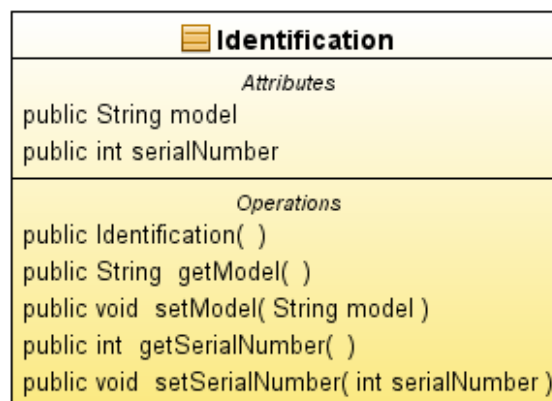 Identification
Attributes
public String model
public int serialNumber
Operations
public Identification( )
public String getModel( )
public void setModel( String model )
public int getSerialNumber( )
public void setSerialNumber( int serialNumber )